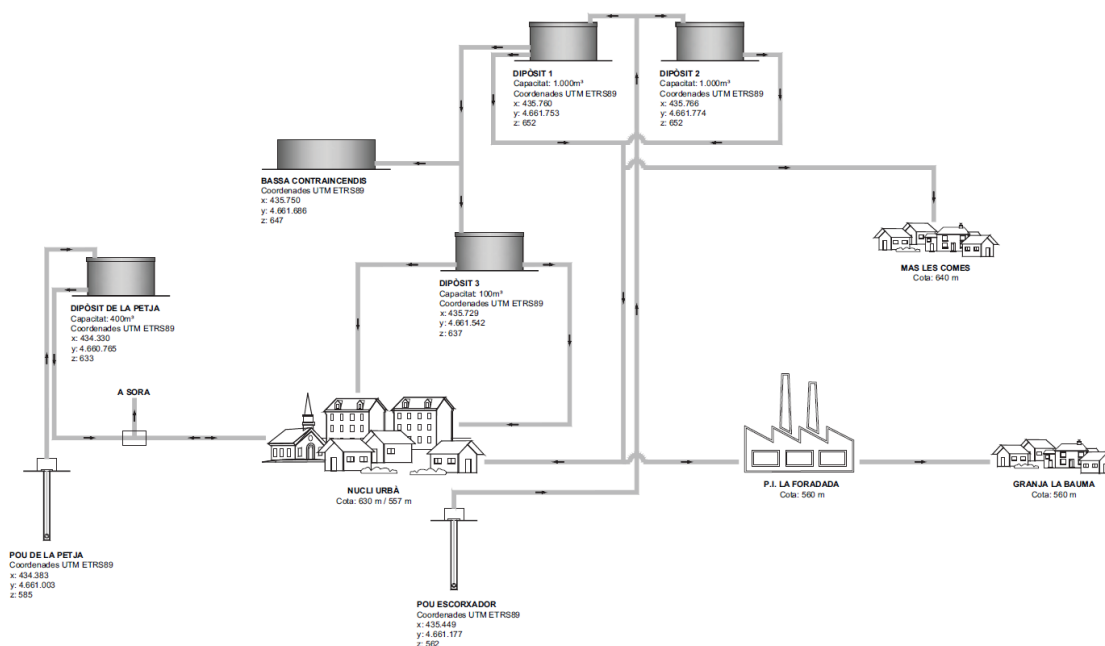 DIPÒSIT 1
Capacitat: 1.000m³
Coordenades UTM ETRS89
x: 435.760
y: 4.661.753
z: 652
DIPÒSIT 2
Capacitat: 1.000m³
Coordenades UTM ETRS89
x: 435.766
y: 4.661.774
z: 652
BASSA CONTRAINCENDIS
Coordenades UTM ETRS89
x: 435.750
y: 4.661.686
z: 647
MAS LES COMES
Cota: 640 m
DIPÒSIT 3
Capacitat: 100m³
Coordenades UTM ETRS89
x: 435.729
y: 4.661.542
z: 637
DIPÒSIT DE LA PETJA
Capacitat: 400m³
Coordenades UTM ETRS89
x: 434.330
y: 4.660.765
z: 633
A SORA
NUCLI URBÀ
Cota: 630 m / 557 m
P.I. LA FORADADA
Cota: 560 m
GRANJA LA BAUMA
Cota: 560 m
POU DE LA PETJA
Coordenades UTM ETRS89
x: 434.383
y: 4.661.003
z: 585
POU ESCORXADOR
Coordenades UTM ETRS89
x: 435.449
y: 4.661.177
z: 562